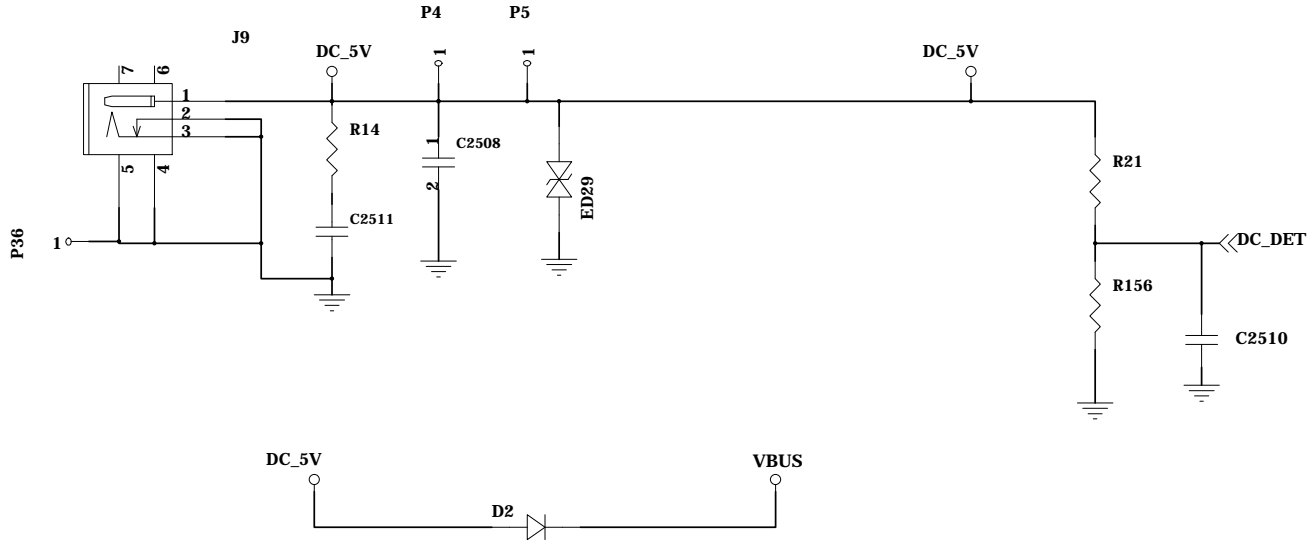 P4
P5
J9
DC_5V
DC_5V
7
6
1
1
1
2
3
R14
1
C2508
2
R21
5
4
ED29
C2511
P36
1
DC_DET
R156
C2510
DC_5V
VBUS
D2